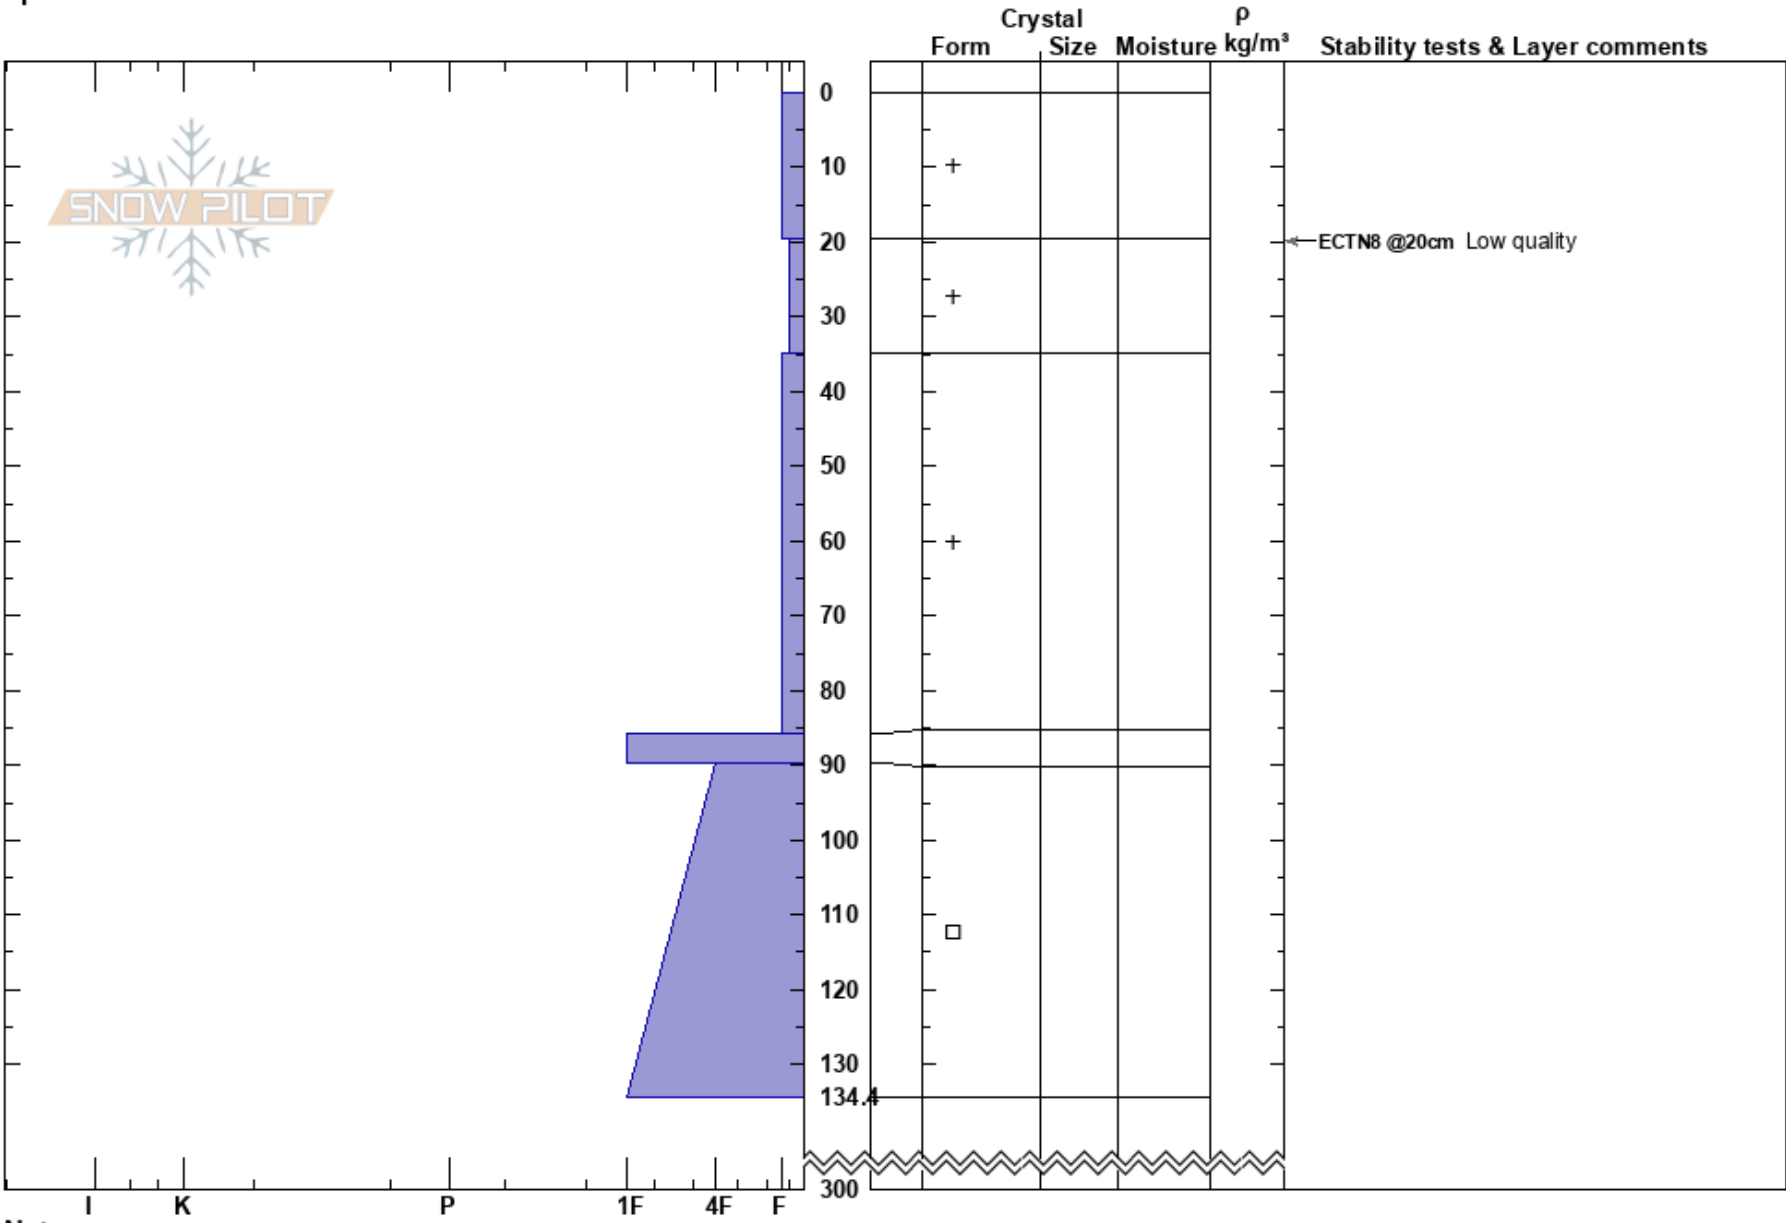 Crystal
ρ
Form Size Moisture kg/m³ Stability tests & Layer comments
0
SNOW PILOT
10
20
ECTN8 @20cm Low quality
30
40
50
60
70
80
90
100
110
120
130
134.4
300
I K P 1F 4F F